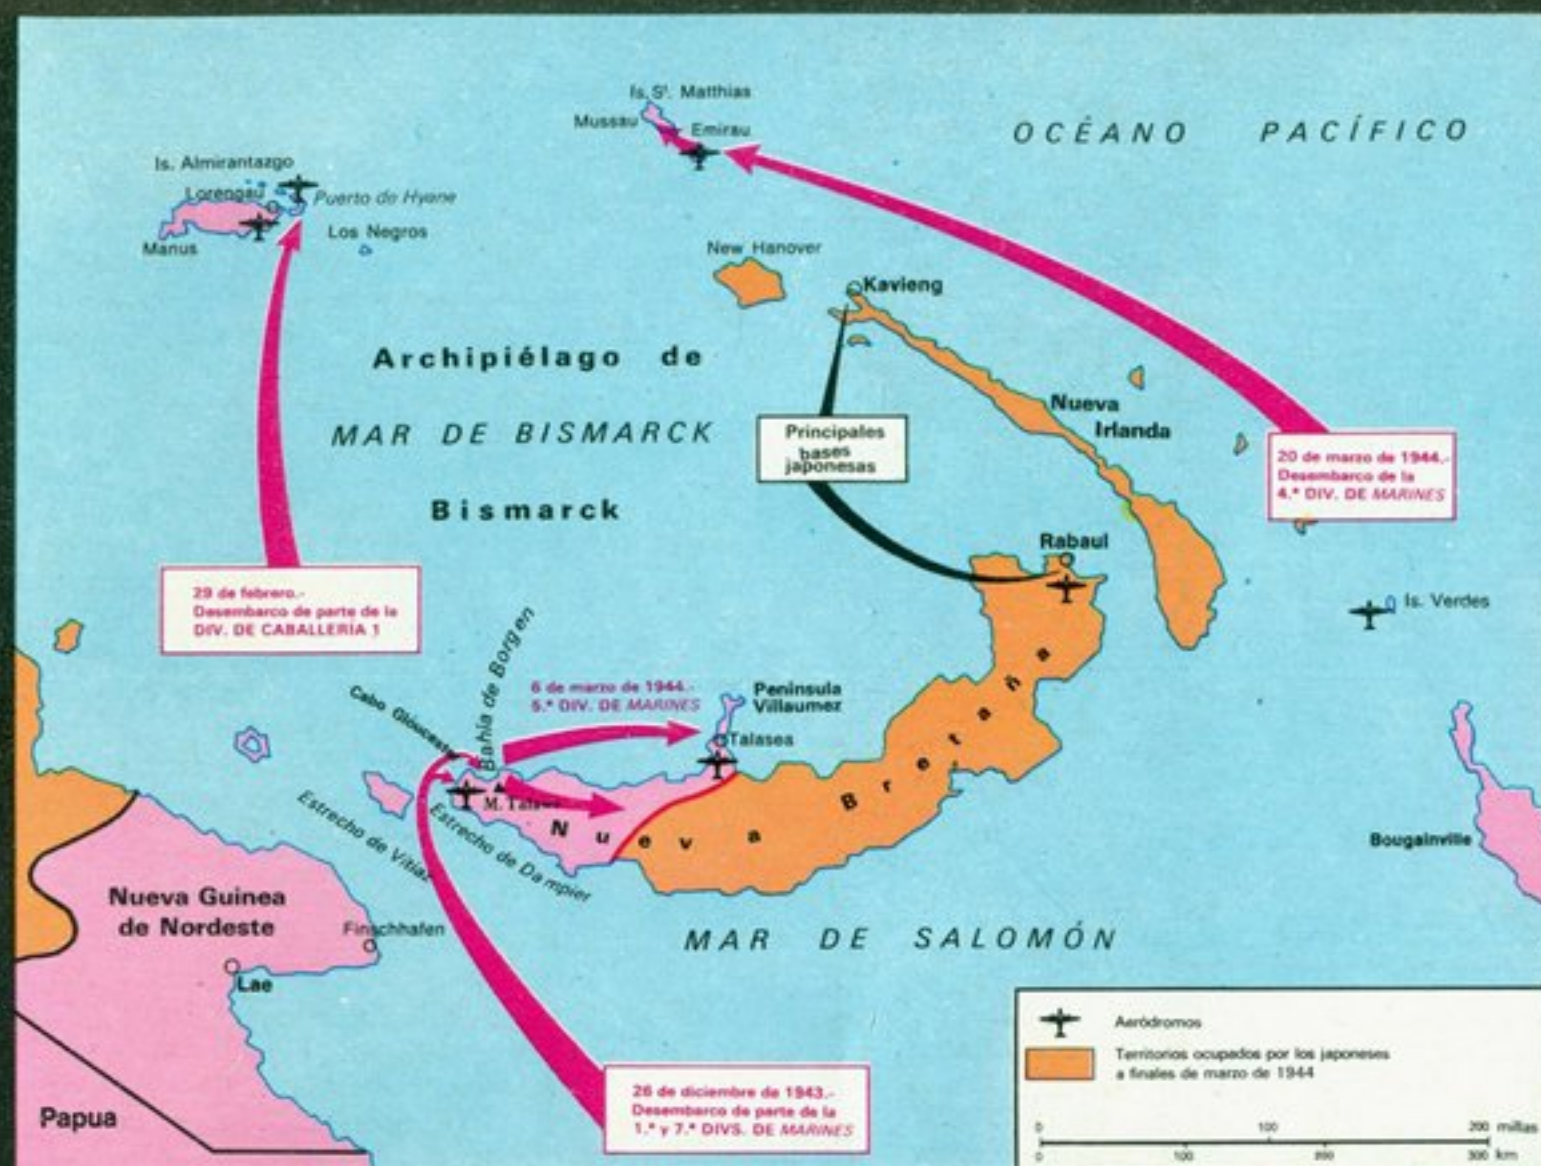 Is. Sᵗ. Matthias
Mussau
Emirau
OCÉANO PACÍFICO
Is. Almirantazgo
Lorengau
Puerto de Hyane
Manus
Los Negros
New Hanover
Kavieng
Archipiélago de
MAR DE BISMARCK
Bismarck
Principales
bases
japonesas
Nueva
Irlanda
20 de marzo de 1944.-
Desembarco de la
4.ª DIV. DE MARINES
Rabaul
29 de febrero.-
Desembarco de parte de la
DIV. DE CABALLERÍA 1
Is. Verdes
Bahía de Borgen
6 de marzo de 1944.-
5.ª DIV. DE MARINES
Península
Villaumez
Cabo Gloucester
Talasea
Estrecho de Vitiaz
Estrecho de Dampier
Nueva Bretaña
Bougainville
Nueva Guinea
de Nordeste
Finschhafen
Lae
MAR DE SALOMÓN
Papua
26 de diciembre de 1943.-
Desembarco de parte de la
1.ª y 7.ª DIVS. DE MARINES
Aeródromos
Territorios ocupados por los japoneses
a finales de marzo de 1944
0 100 200 millas
0 100 200 300 km